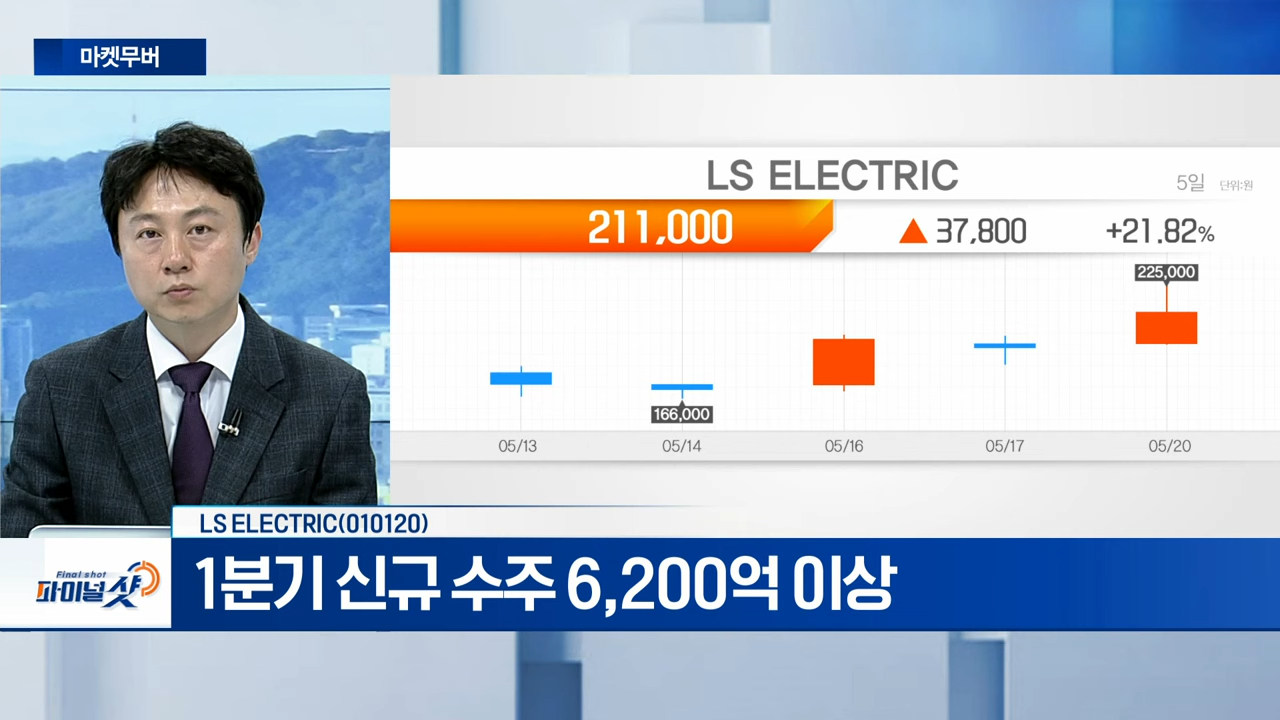 마켓무버
LS ELECTRIC
5일 단위:원
211,000 ▲ 37,800 +21.82%
225,000
166,000
05/13 05/14 05/16 05/17 05/20
LS ELECTRIC(010120)
Final shot
파이널샷
1분기 신규 수주 6,200억 이상